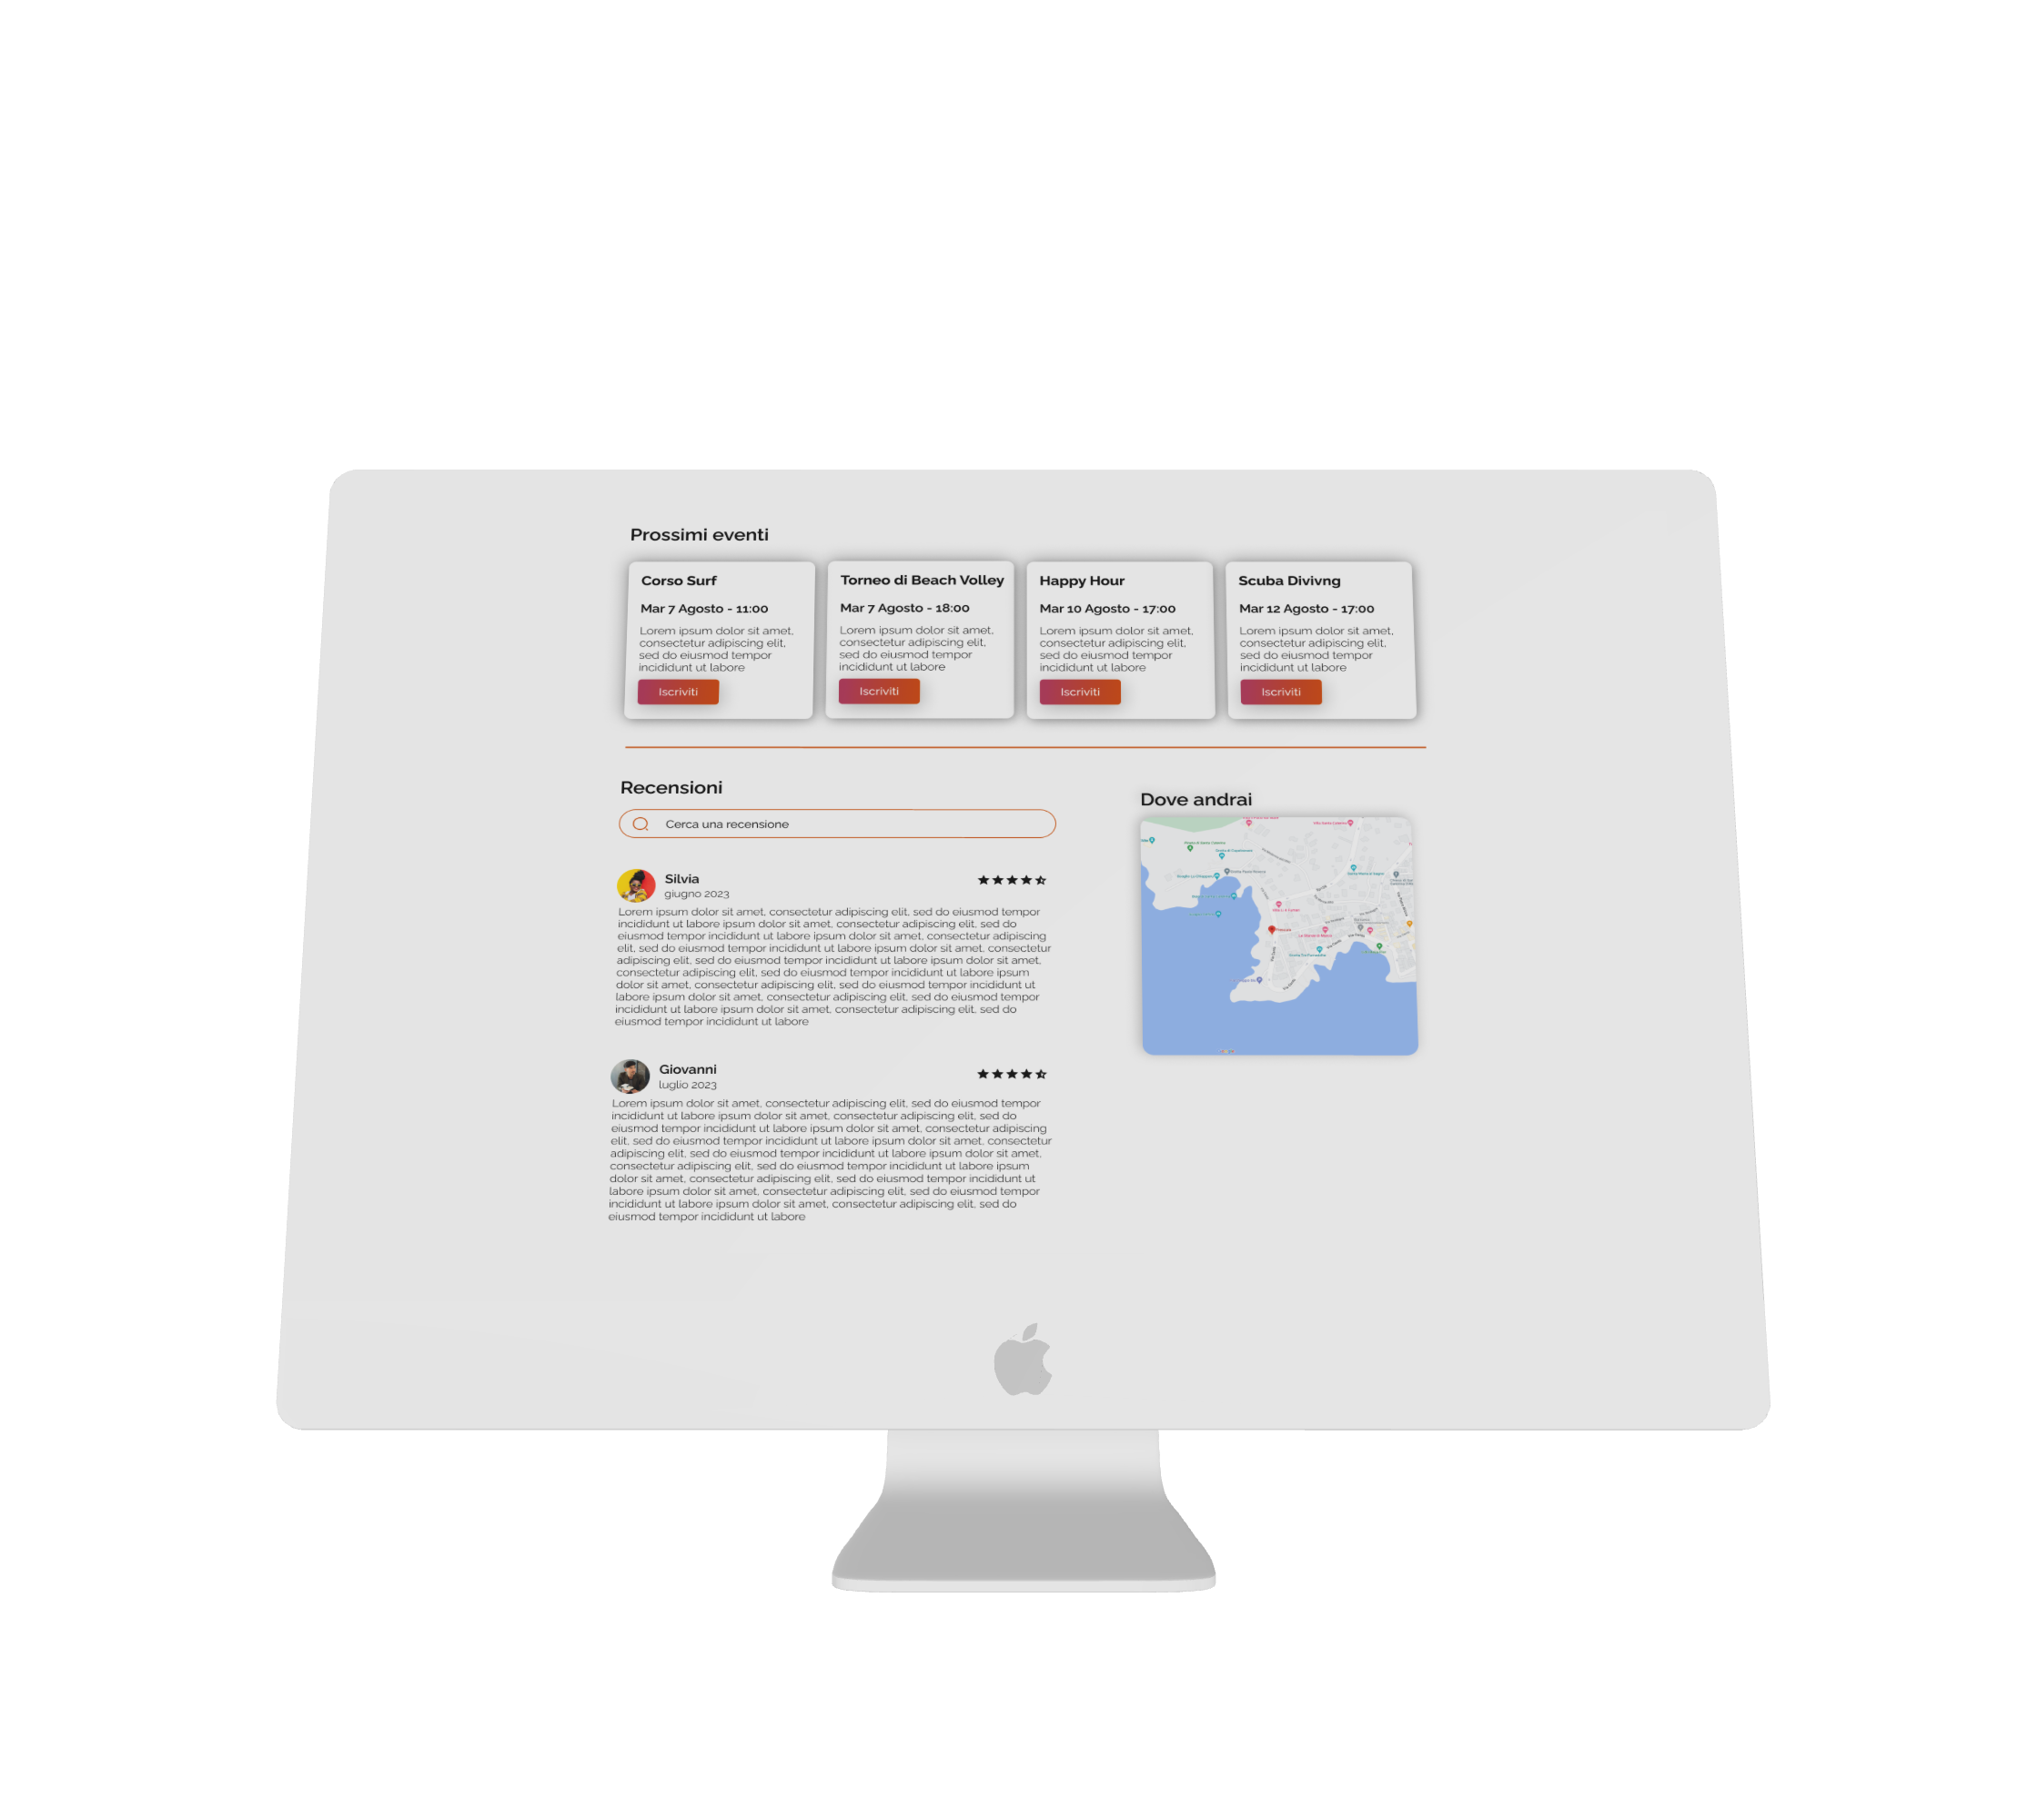 Prossimi eventi
Corso Surf
Mar 7 Agosto - 11:00
Lorem ipsum dolor sit amet,
consectetur adipiscing elit,
sed do eiusmod tempor
incididunt ut labore
Iscriviti
Torneo di Beach Volley
Mar 7 Agosto - 18:00
Lorem ipsum dolor sit amet,
consectetur adipiscing elit,
sed do eiusmod tempor
incididunt ut labore
Iscriviti
Happy Hour
Mar 10 Agosto - 17:00
Lorem ipsum dolor sit amet,
consectetur adipiscing elit,
sed do eiusmod tempor
incididunt ut labore
Iscriviti
Scuba Divivng
Mar 12 Agosto - 17:00
Lorem ipsum dolor sit amet,
consectetur adipiscing elit,
sed do eiusmod tempor
incididunt ut labore
Iscriviti
Recensioni
Cerca una recensione
Silvia
giugno 2023
Lorem ipsum dolor sit amet, consectetur adipiscing elit, sed do eiusmod tempor
incididunt ut labore ipsum dolor sit amet, consectetur adipiscing elit, sed do
eiusmod tempor incididunt ut labore ipsum dolor sit amet, consectetur adipiscing
elit, sed do eiusmod tempor incididunt ut labore ipsum dolor sit amet, consectetur
adipiscing elit, sed do eiusmod tempor incididunt ut labore ipsum dolor sit amet,
consectetur adipiscing elit, sed do eiusmod tempor incididunt ut labore ipsum
dolor sit amet, consectetur adipiscing elit, sed do eiusmod tempor incididunt ut
labore ipsum dolor sit amet, consectetur adipiscing elit, sed do eiusmod tempor
incididunt ut labore ipsum dolor sit amet, consectetur adipiscing elit, sed do
eiusmod tempor incididunt ut labore
Giovanni
luglio 2023
Lorem ipsum dolor sit amet, consectetur adipiscing elit, sed do eiusmod tempor
incididunt ut labore ipsum dolor sit amet, consectetur adipiscing elit, sed do
eiusmod tempor incididunt ut labore ipsum dolor sit amet, consectetur adipiscing
elit, sed do eiusmod tempor incididunt ut labore ipsum dolor sit amet, consectetur
adipiscing elit, sed do eiusmod tempor incididunt ut labore ipsum dolor sit amet,
consectetur adipiscing elit, sed do eiusmod tempor incididunt ut labore ipsum
dolor sit amet, consectetur adipiscing elit, sed do eiusmod tempor incididunt ut
labore ipsum dolor sit amet, consectetur adipiscing elit, sed do eiusmod tempor
incididunt ut labore ipsum dolor sit amet, consectetur adipiscing elit, sed do
eiusmod tempor incididunt ut labore
Dove andrai